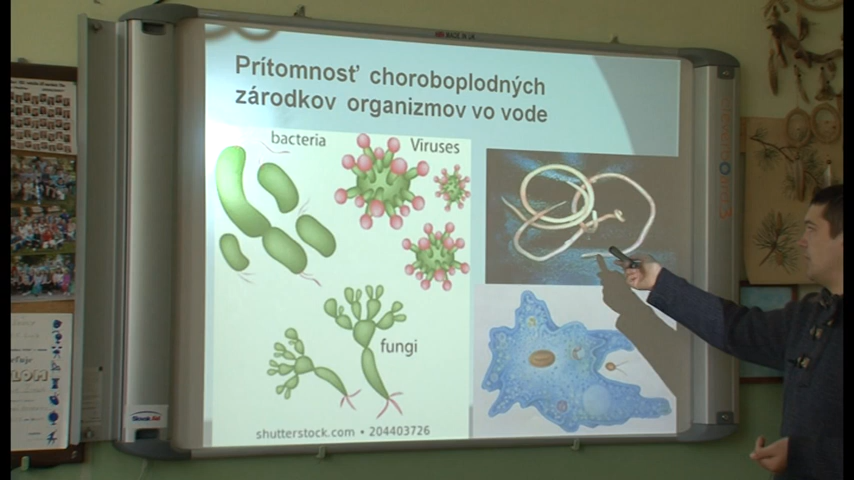 Prítomnosť choroboplodných
zárodkov organizmov vo vode
bacteria
Viruses
fungi
shutterstock.com • 204403726